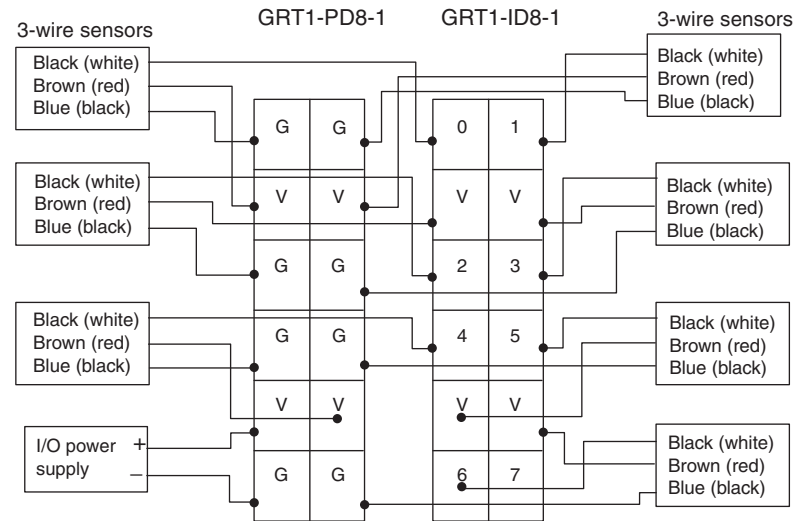 GRT1-PD8-1 GRT1-ID8-1
3-wire sensors 3-wire sensors
Black (white)
Brown (red)
Blue (black)
Black (white)
Brown (red)
Blue (black)
G G 0 1
Black (white)
Brown (red)
Blue (black)
Black (white)
Brown (red)
Blue (black)
V V V V
G G 2 3
Black (white)
Brown (red)
Blue (black)
Black (white)
Brown (red)
Blue (black)
G G 4 5
V V V V
I/O power +
supply –
Black (white)
Brown (red)
Blue (black)
G G 6 7